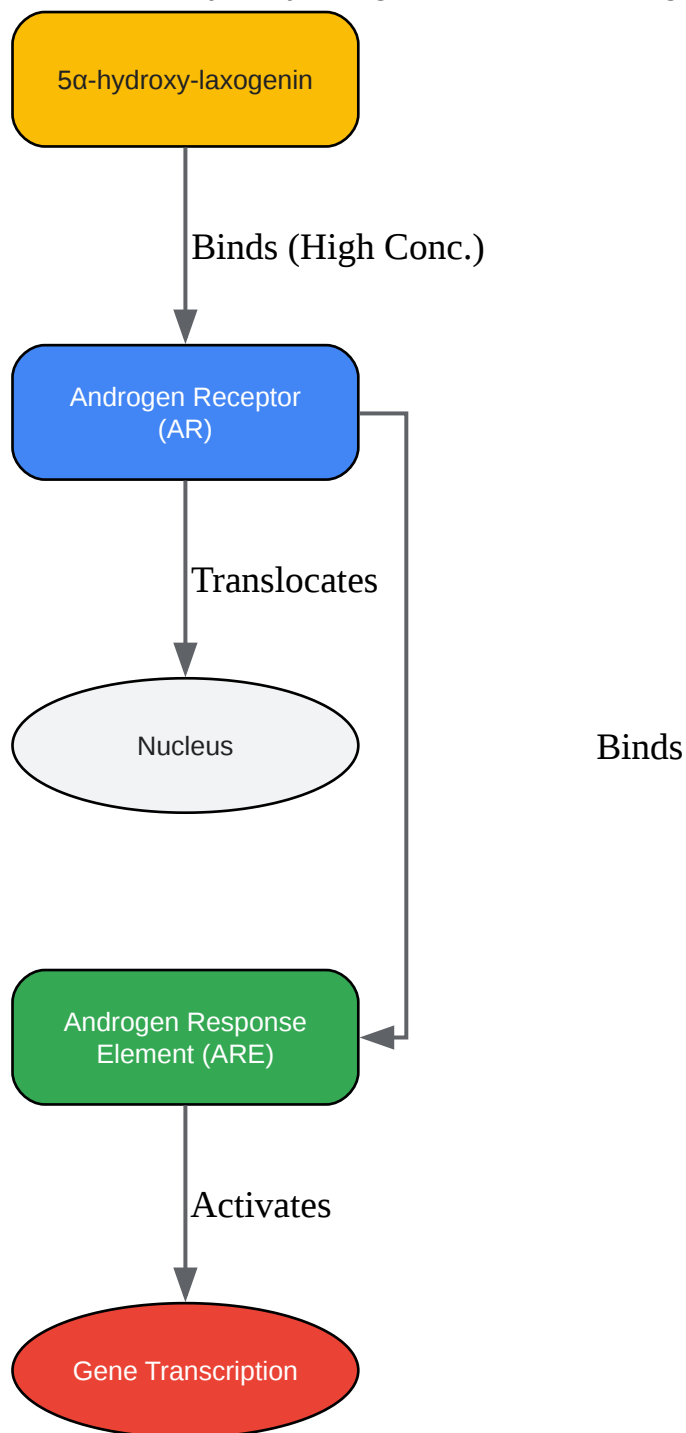 5α-hydroxy-laxogenin
Binds (High Conc.)
Androgen Receptor
(AR)
Translocates
Nucleus
Binds
Androgen Response
Element (ARE)
Activates
Gene Transcription